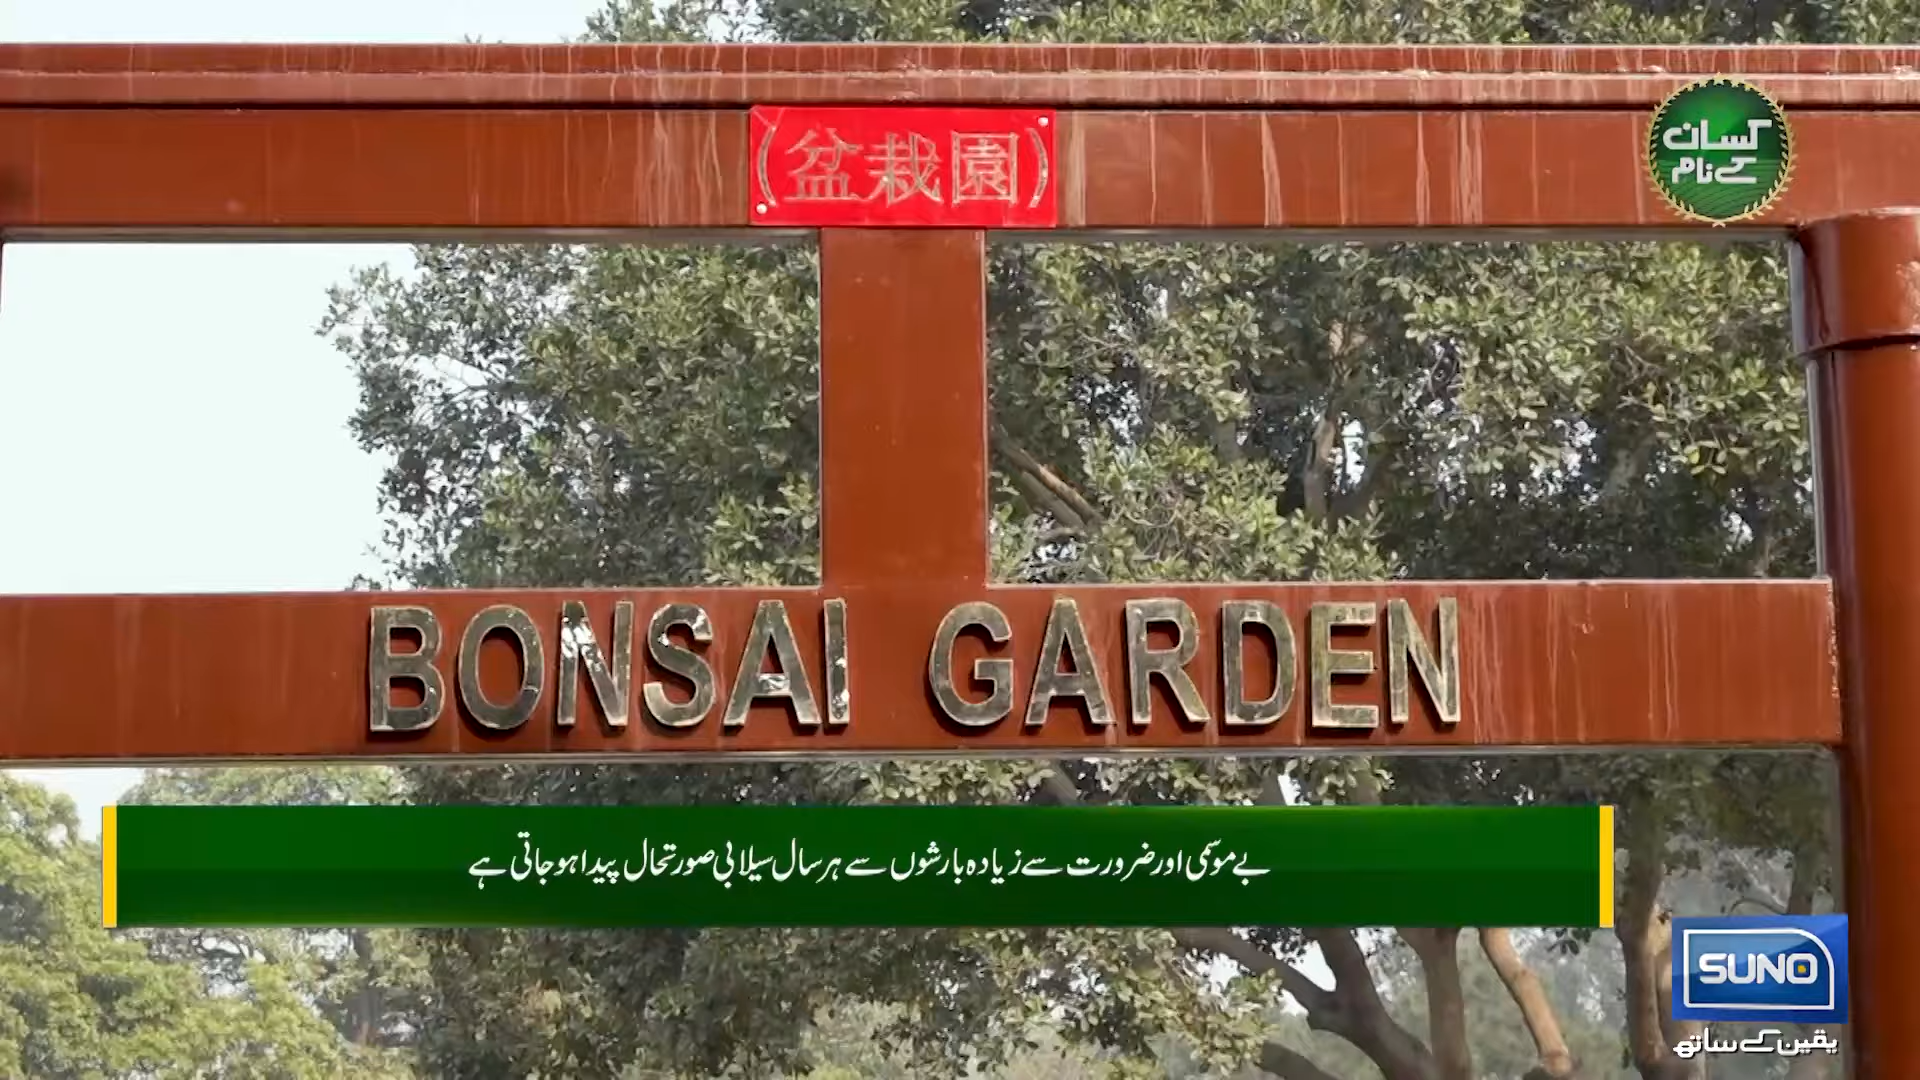 (盆栽園)
کسان
کے نام
BONSAI GARDEN
بے موسمی اور ضرورت سے زیادہ بارشوں سے ہر سال سیلابی صورتحال پیدا ہو جاتی ہے
SUNO
یقین کے ساتھ